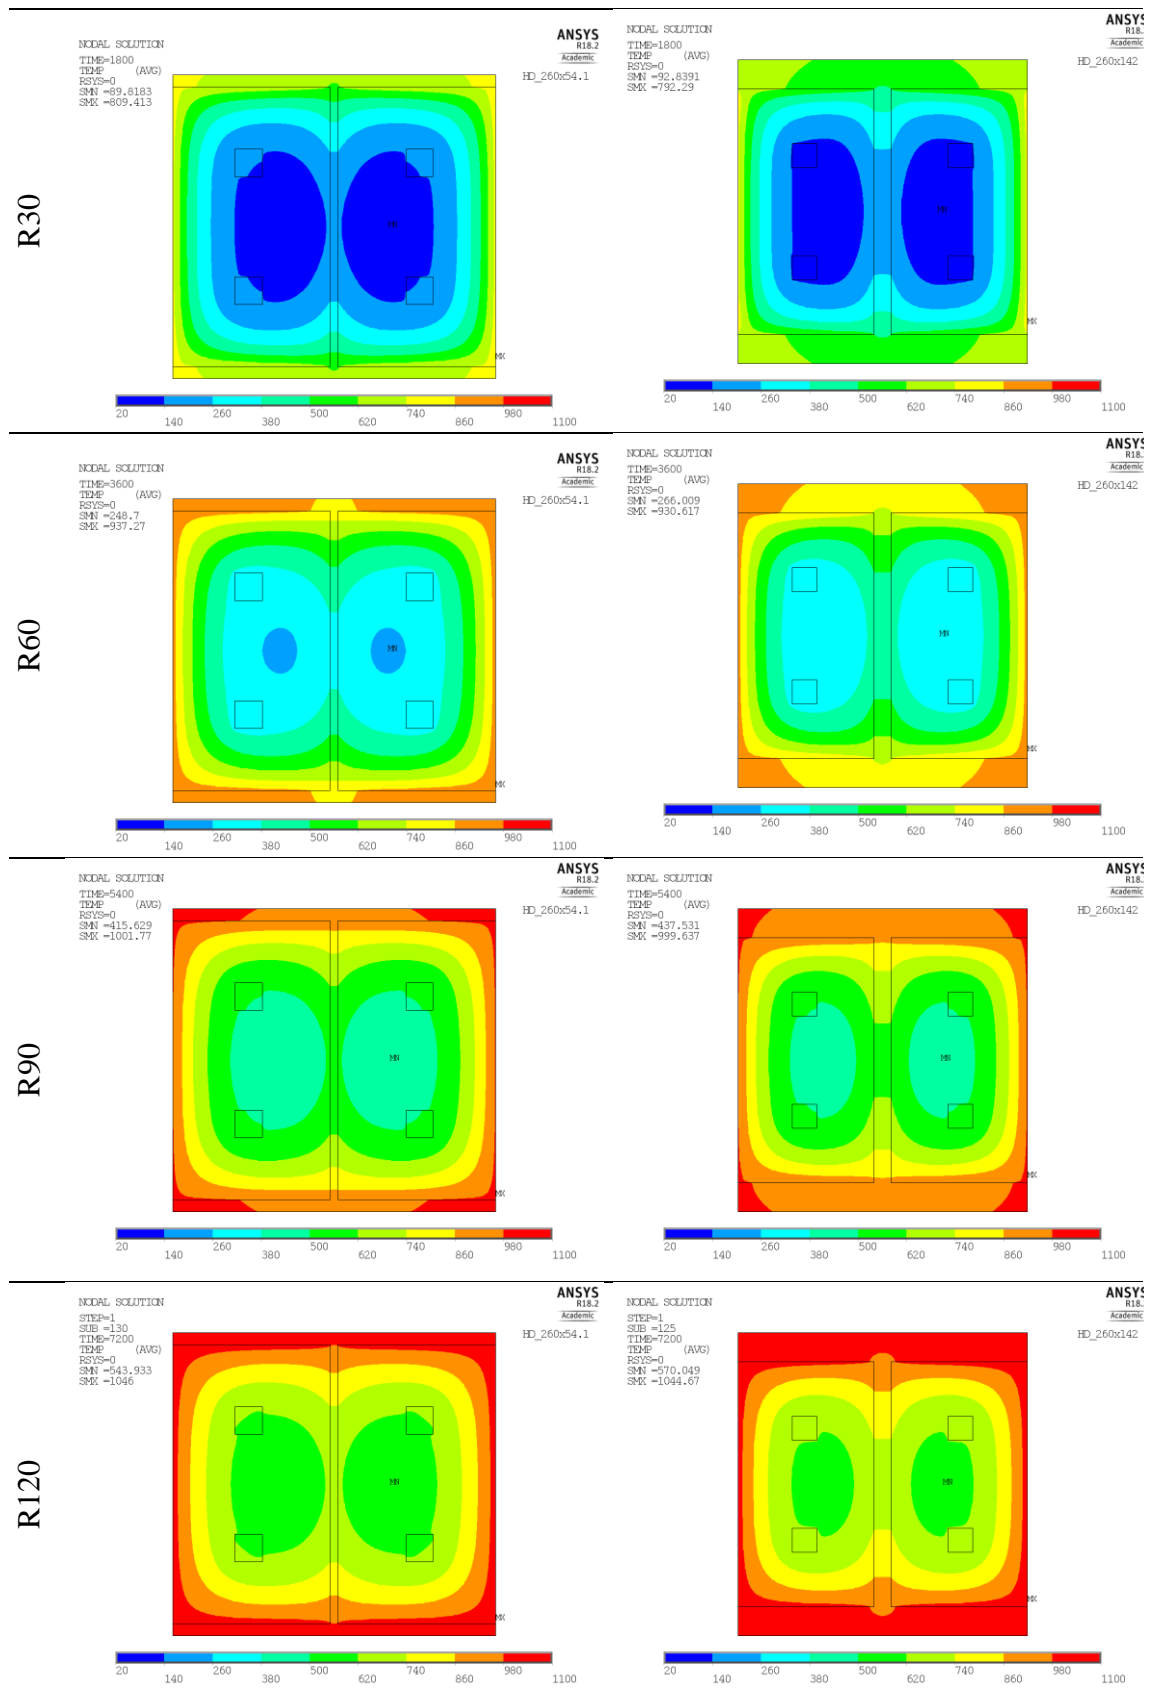 R30
NODAL SOLUTION
TIME=1800
TEMP (AVG)
RSYS=0
SMN =89.8183
SMX =809.413
ANSYS
R18.2
Academic
HD_260x54.1
MN
MX
20 140 260 380 500 620 740 860 980 1100
NODAL SOLUTION
TIME=1800
TEMP (AVG)
RSYS=0
SMN =92.8391
SMX =792.29
ANSYS
R18.
Academic
HD_260x142
MN
MX
20 140 260 380 500 620 740 860 980 1100
R60
NODAL SOLUTION
TIME=3600
TEMP (AVG)
RSYS=0
SMN =248.7
SMX =937.27
ANSYS
R18.2
Academic
HD_260x54.1
MN
MX
20 140 260 380 500 620 740 860 980 1100
NODAL SOLUTION
TIME=3600
TEMP (AVG)
RSYS=0
SMN =266.009
SMX =930.617
ANSYS
R18.
Academic
HD_260x142
MN
MX
20 140 260 380 500 620 740 860 980 1100
R90
NODAL SOLUTION
TIME=5400
TEMP (AVG)
RSYS=0
SMN =415.629
SMX =1001.77
ANSYS
R18.2
Academic
HD_260x54.1
MN
MX
20 140 260 380 500 620 740 860 980 1100
NODAL SOLUTION
TIME=5400
TEMP (AVG)
RSYS=0
SMN =437.531
SMX =999.637
ANSYS
R18.
Academic
HD_260x142
MN
MX
20 140 260 380 500 620 740 860 980 1100
R120
NODAL SOLUTION
STEP=1
SUB =130
TIME=7200
TEMP (AVG)
RSYS=0
SMN =543.933
SMX =1046
ANSYS
R18.2
Academic
HD_260x54.1
MN
MX
20 140 260 380 500 620 740 860 980 1100
NODAL SOLUTION
STEP=1
SUB =125
TIME=7200
TEMP (AVG)
RSYS=0
SMN =570.049
SMX =1044.67
ANSYS
R18.
Academic
HD_260x142
MN
MX
20 140 260 380 500 620 740 860 980 1100